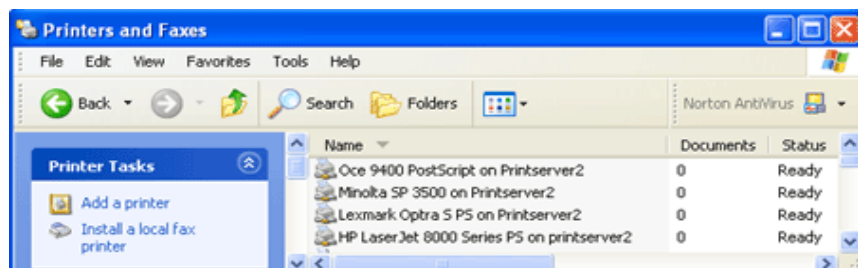 Printers and Faxes
File Edit View Favorites Tools Help
Back Search Folders Norton AntiVirus
Printer Tasks
Add a printer
Install a local fax
printer
Name Documents Status
Oce 9400 PostScript on Printserver2 0 Ready
Minolta SP 3500 on Printserver2 0 Ready
Lexmark Optra S PS on Printserver2 0 Ready
HP LaserJet 8000 Series PS on printserver2 0 Ready